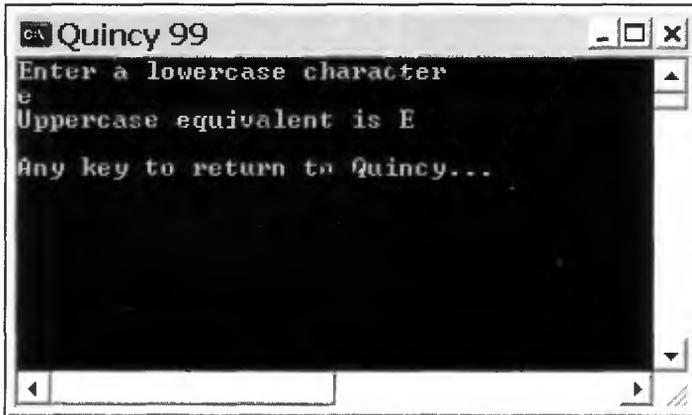 Quincy 99
Enter a lowercase character
e
Uppercase equivalent is E
Any key to return to Quincy...